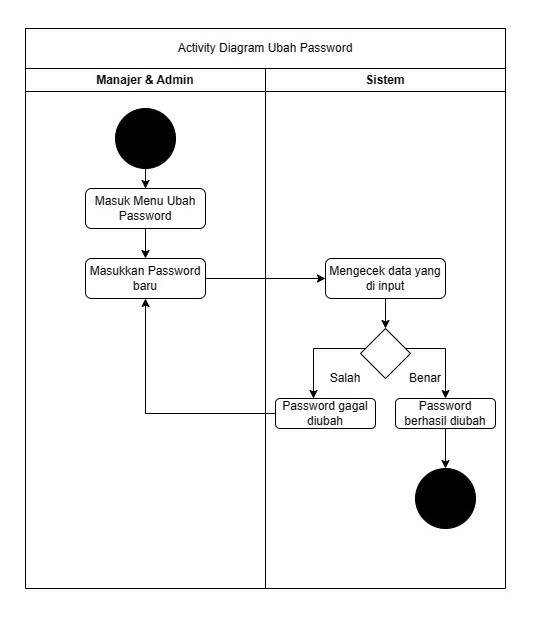 Activity Diagram Ubah Password
Manajer & Admin
Sistem
Masuk Menu Ubah
Password
Masukkan Password
baru
Mengecek data yang
di input
Salah
Benar
Password gagal
diubah
Password
berhasil diubah